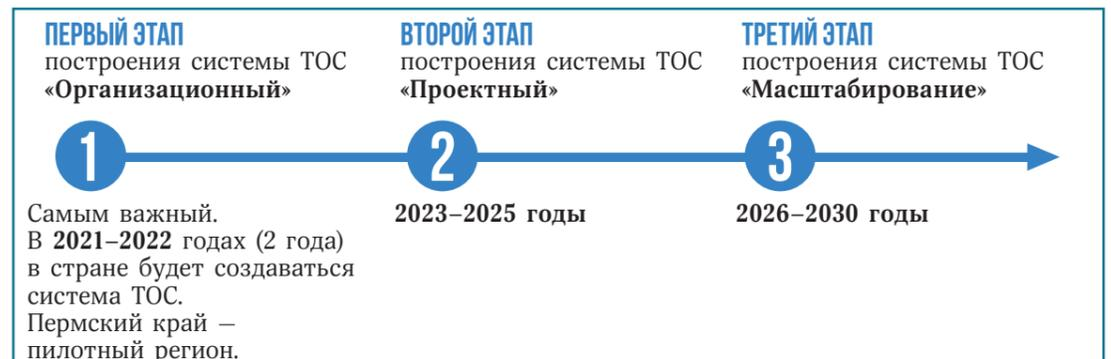 ПЕРВЫЙ ЭТАП
построения системы ТОС
«Организационный»
ВТОРОЙ ЭТАП
построения системы ТОС
«Проектный»
ТРЕТИЙ ЭТАП
построения системы ТОС
«Масштабирование»
1
2
3
Самым важный.
В 2021–2022 годах (2 года)
в стране будет создаваться
система ТОС.
Пермский край –
пилотный регион.
2023–2025 годы
2026–2030 годы